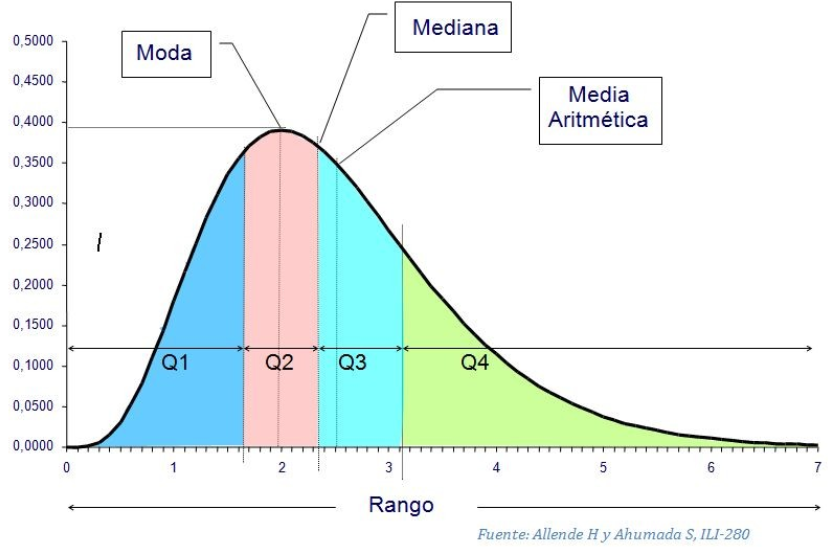 0,5000
0,4500
0,4000
0,3500
0,3000
0,2500
0,2000
0,1500
0,1000
0,0500
0,0000
Moda
Mediana
Media
Aritmética
Q1
Q2
Q3
Q4
0 1 2 3 4 5 6 7
Rango
Fuente: Allende H y Ahumada S, ILI-280